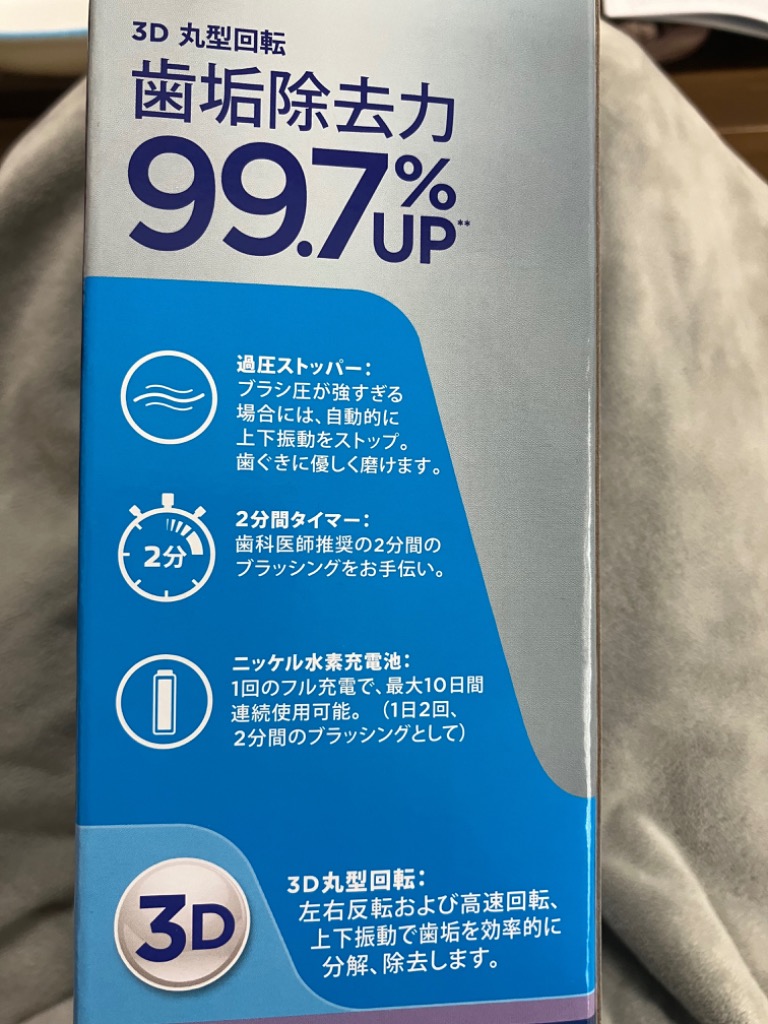 3D 丸型回転
歯垢除去力
99.7%
UP**
過圧ストッパー：
ブラシ圧が強すぎる
場合には、自動的に
上下振動をストップ。
歯ぐきに優しく磨けます。
2分
2分間タイマー：
歯科医師推奨の2分間の
ブラッシングをお手伝い。
ニッケル水素充電池：
1回のフル充電で、最大10日間
連続使用可能。（1日2回、
2分間のブラッシングとして）
3D
3D丸型回転：
左右反転および高速回転、
上下振動で歯垢を効率的に
分解、除去します。